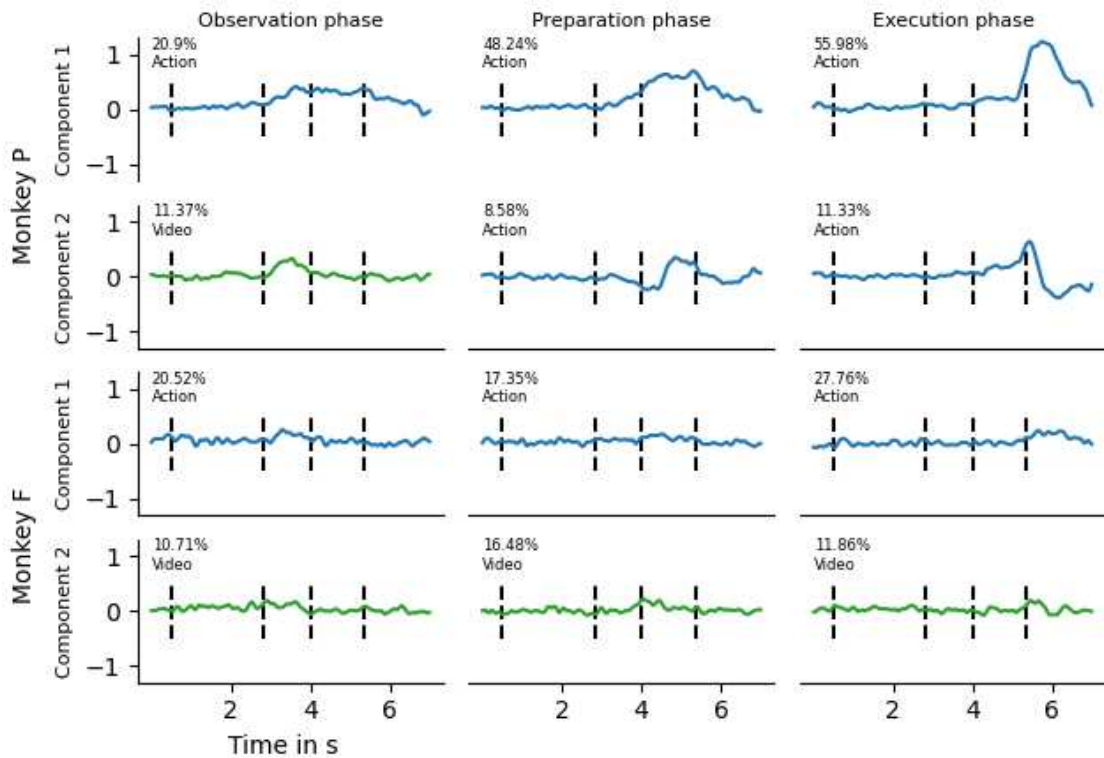 Observation phase
Preparation phase
Execution phase
Monkey P
Component 1
1
0
−1
20.9%
Action
48.24%
Action
55.98%
Action
Component 2
1
0
−1
11.37%
Video
8.58%
Action
11.33%
Action
Monkey F
Component 1
1
0
−1
20.52%
Action
17.35%
Action
27.76%
Action
Component 2
1
0
−1
10.71%
Video
16.48%
Video
11.86%
Video
2 4 6
2 4 6
2 4 6
Time in s